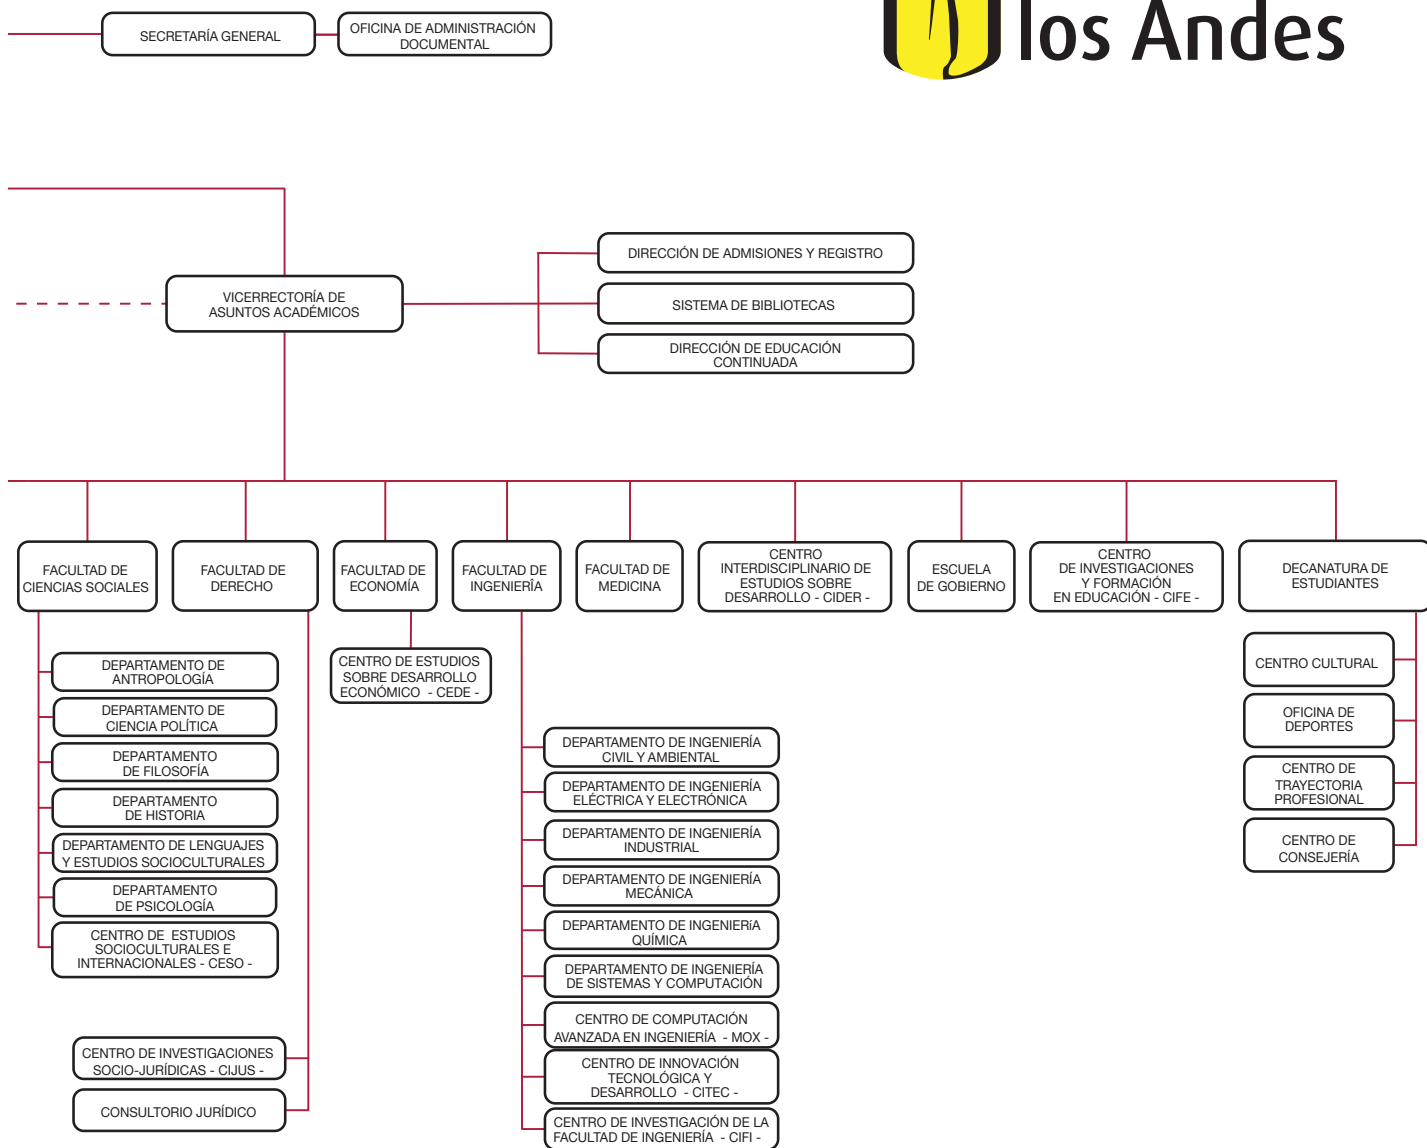 los Andes
SECRETARÍA GENERAL
OFICINA DE ADMINISTRACIÓN
DOCUMENTAL
VICERRECTORÍA DE
ASUNTOS ACADÉMICOS
DIRECCIÓN DE ADMISIONES Y REGISTRO
SISTEMA DE BIBLIOTECAS
DIRECCIÓN DE EDUCACIÓN
CONTINUADA
FACULTAD DE
CIENCIAS SOCIALES
FACULTAD DE
DERECHO
FACULTAD DE
ECONOMÍA
FACULTAD DE
INGENIERÎA
FACULTAD DE
MEDICINA
CENTRO
INTERDISCIPLINARIO DE
ESTUDIOS SOBRE
DESARROLLO - CIDER -
ESCUELA
DE GOBIERNO
CENTRO
DE INVESTIGACIONES
Y FORMACIÓN
EN EDUCACIÓN - CIFE -
DECANATURA DE
ESTUDIANTES
DEPARTAMENTO DE
ANTROPOLOGÍA
DEPARTAMENTO DE
CIENCIA POLÍTICA
DEPARTAMENTO
DE FILOSOFÍA
DEPARTAMENTO
DE HISTORIA
DEPARTAMENTO DE LENGUAJES
Y ESTUDIOS SOCIOCULTURALES
DEPARTAMENTO
DE PSICOLOGÍA
CENTRO DE ESTUDIOS
SOCIOCULTURALES E
INTERNACIONALES - CESO -
CENTRO DE INVESTIGACIONES
SOCIO-JURÍDICAS - CIJUS -
CONSULTORIO JURÍDICO
CENTRO DE ESTUDIOS
SOBRE DESARROLLO
ECONÓMICO - CEDE -
DEPARTAMENTO DE INGENIERÍA
CIVIL Y AMBIENTAL
DEPARTAMENTO DE INGENIERÍA
ELÉCTRICA Y ELECTRÓNICA
DEPARTAMENTO DE INGENIERÍA
INDUSTRIAL
DEPARTAMENTO DE INGENIERÍA
MECÁNICA
DEPARTAMENTO DE INGENIERíA
QUÍMICA
DEPARTAMENTO DE INGENIERÍA
DE SISTEMAS Y COMPUTACIÓN
CENTRO DE COMPUTACIÓN
AVANZADA EN INGENIERÍA - MOX -
CENTRO DE INNOVACIÓN
TECNOLÓGICA Y
DESARROLLO - CITEC -
CENTRO DE INVESTIGACIÓN DE LA
FACULTAD DE INGENIERÍA - CIFI -
CENTRO CULTURAL
OFICINA DE
DEPORTES
CENTRO DE
TRAYECTORIA
PROFESIONAL
CENTRO DE
CONSEJERÍA